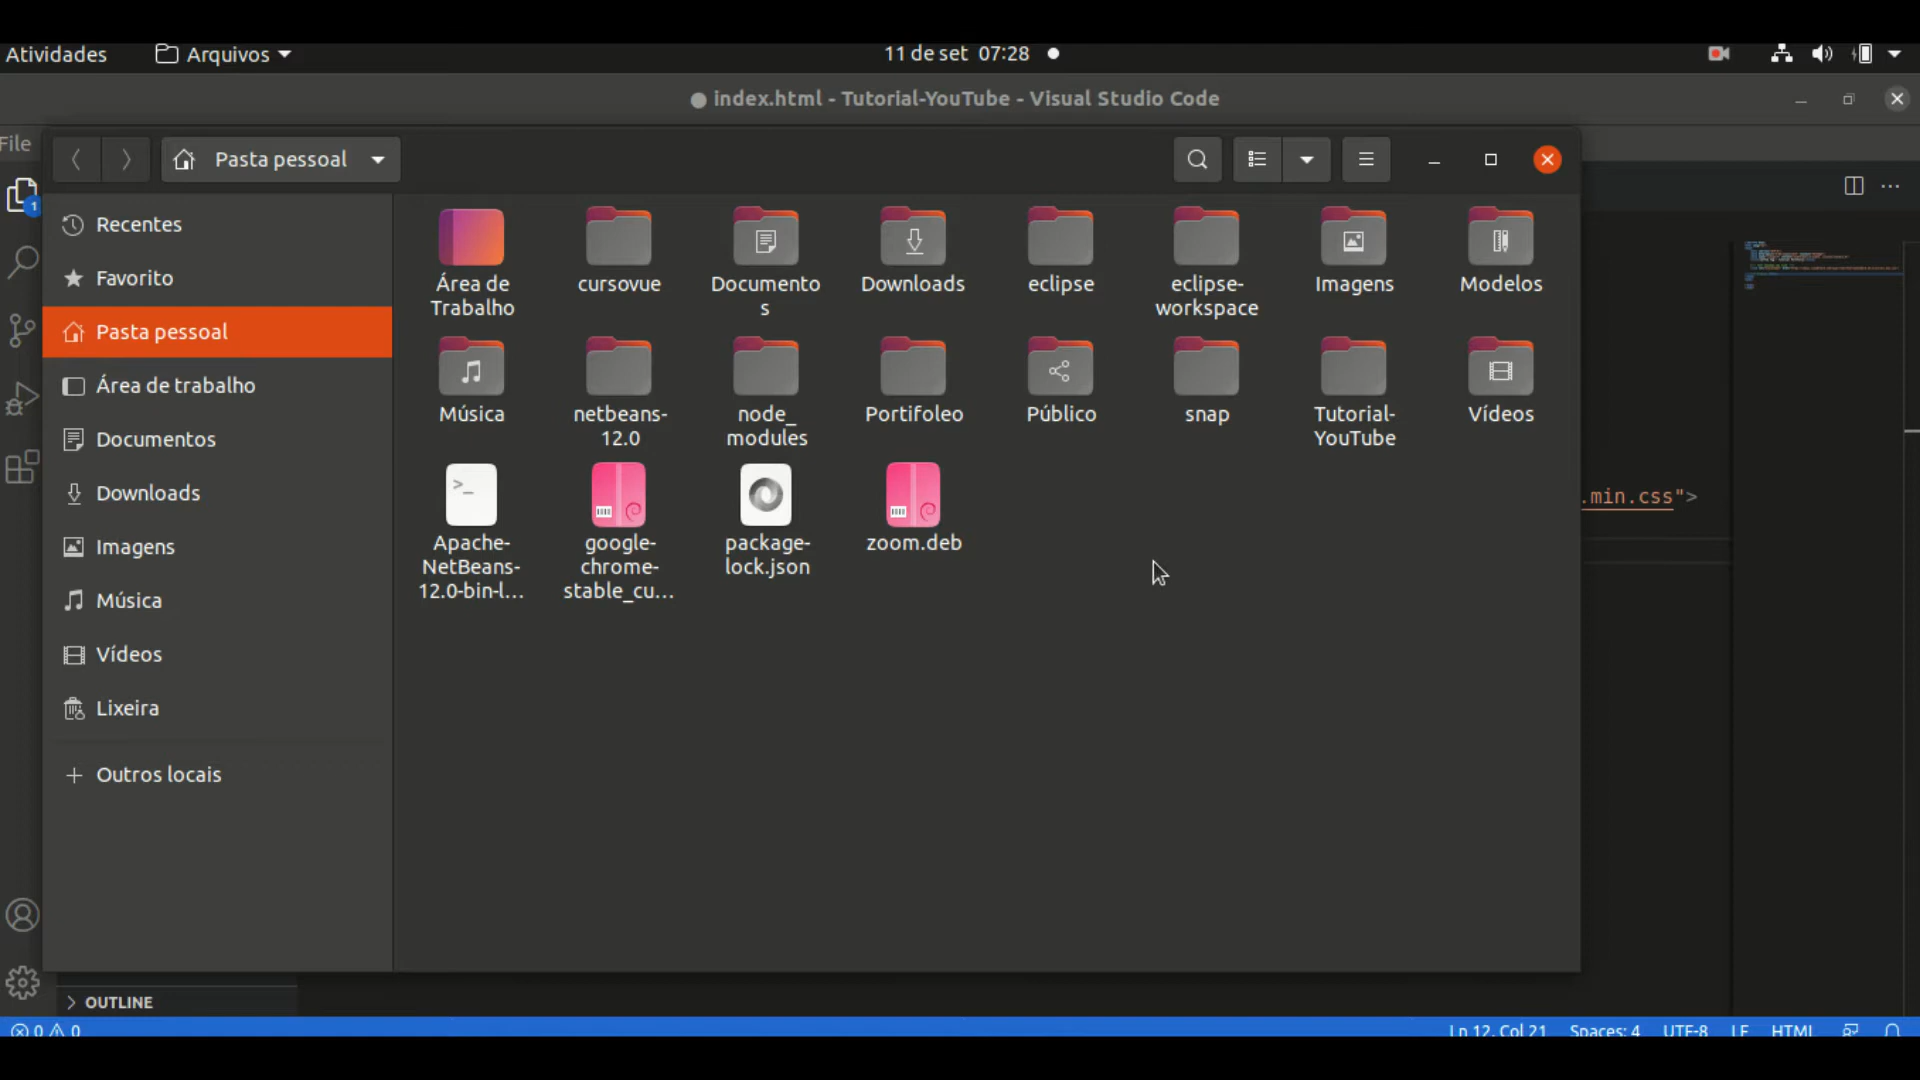 Atividades
Arquivos
11 de set 07:28
index.html - Tutorial-YouTube - Visual Studio Code
File
Pasta pessoal
Recentes
Favorito
Pasta pessoal
Área de trabalho
Documentos
Downloads
Imagens
Música
Vídeos
Lixeira
Outros locais
Área de
Trabalho
cursovue
Documento
s
Downloads
eclipse
eclipse-
workspace
Imagens
Modelos
Música
netbeans-
12.0
node_
modules
Portifoleo
Público
snap
Tutorial-
YouTube
Vídeos
Apache-
NetBeans-
12.0-bin-l...
google-
chrome-
stable_cu...
package-
lock.json
zoom.deb
.min.css">
1
OUTLINE
0 0
Ln 12, Col 21 Spaces: 4 UTF-8 LF HTML